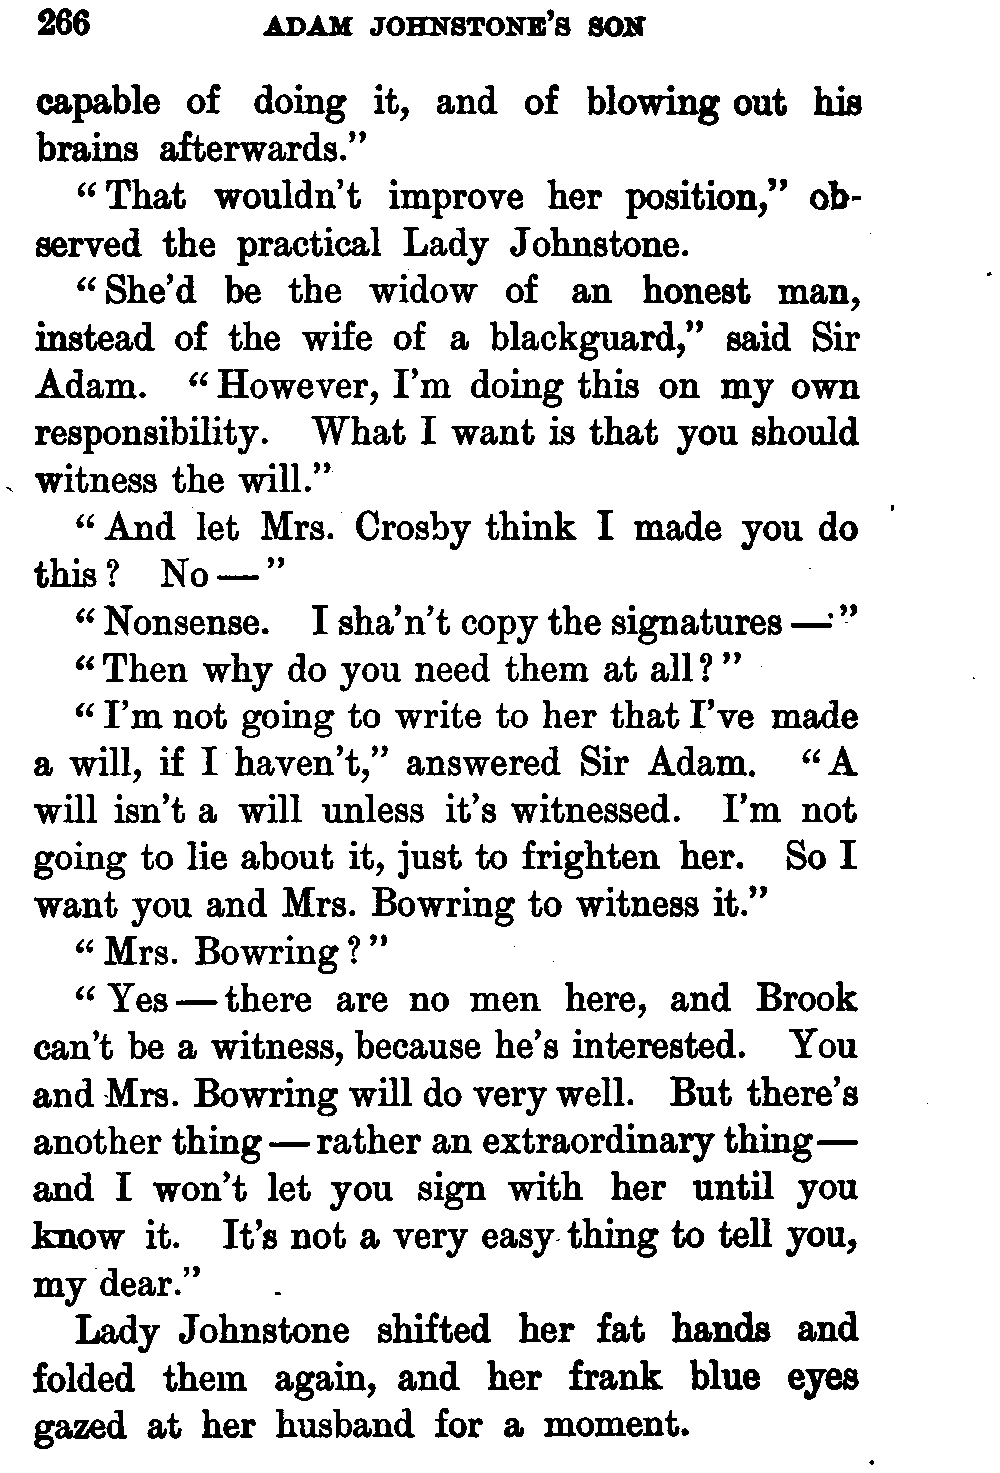 266 ADAM JOHNSTONE'S SON
capable of doing it, and of blowing out his
brains afterwards."
"That wouldn't improve her position," ob-
served the practical Lady Johnstone.
"She'd be the widow of an honest man,
instead of the wife of a blackguard," said Sir
Adam. "However, I'm doing this on my own
responsibility. What I want is that you should
witness the will."
"And let Mrs. Crosby think I made you do
this? No—"
"Nonsense. I sha'n't copy the signatures—"
"Then why do you need them at all?"
"I'm not going to write to her that I've made
a will, if I haven't," answered Sir Adam. "A
will isn't a will unless it's witnessed. I'm not
going to lie about it, just to frighten her. So I
want you and Mrs. Bowring to witness it."
"Mrs. Bowring?"
"Yes—there are no men here, and Brook
can't be a witness, because he's interested. You
and Mrs. Bowring will do very well. But there's
another thing—rather an extraordinary thing—
and I won't let you sign with her until you
know it. It's not a very easy thing to tell you,
my dear."
Lady Johnstone shifted her fat hands and
folded them again, and her frank blue eyes
gazed at her husband for a moment.